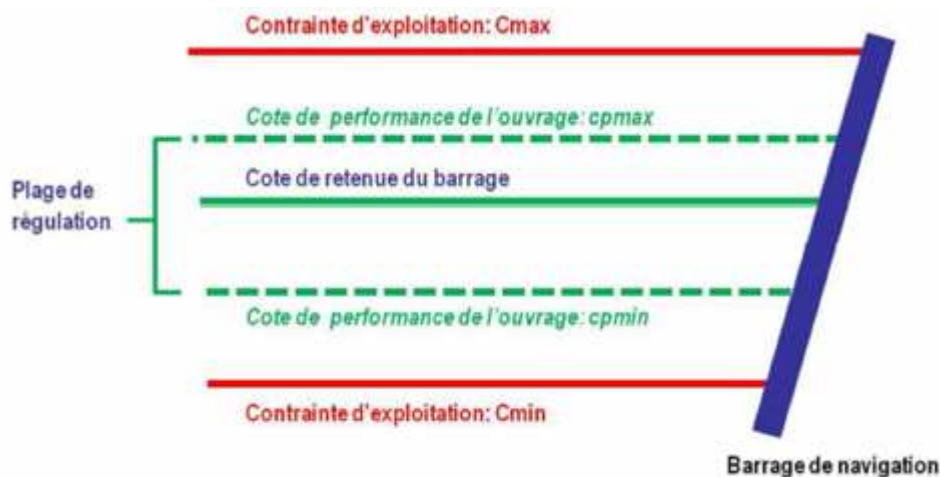 Contrainte d'exploitation: Cmax
Cote de performance de l'ouvrage: cpmax
Cote de retenue du barrage
Plage de
règulation
Cote de performance de l'ouvrage: cpmin
Contrainte d'exploitation: Cmin
Barrage de navigation